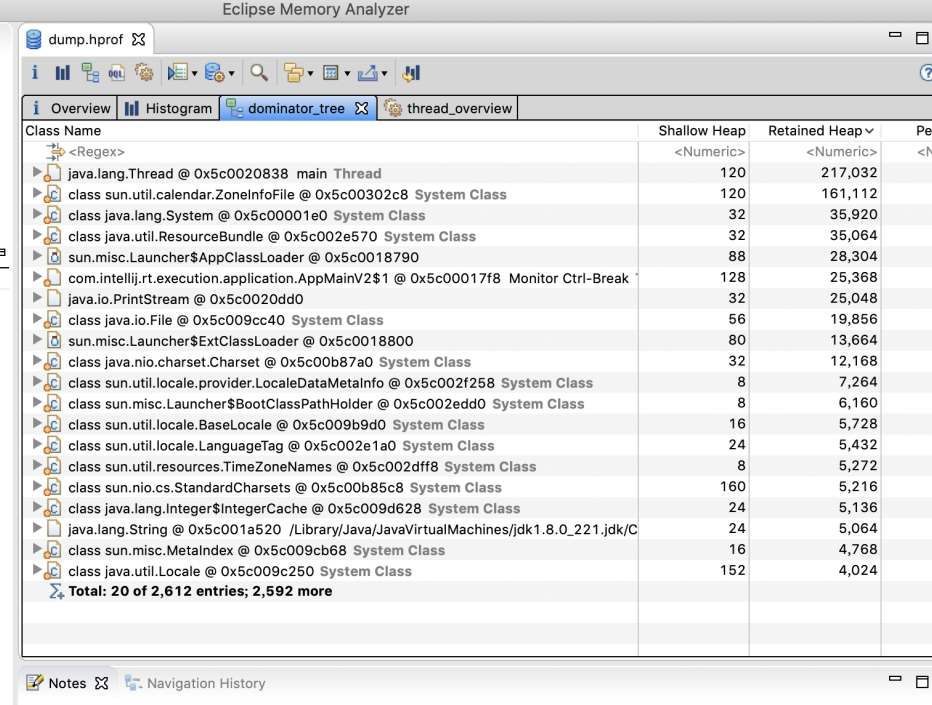 Eclipse Memory Analyzer
dump.hprof
i OQL
i Overview Histogram dominator_tree thread_overview
Class Name Shallow Heap Retained Heap Pe
<Regex> <Numeric> <Numeric> <N
java.lang.Thread @ 0x5c0020838 main Thread 120 217,032
class sun.util.calendar.ZoneInfoFile @ 0x5c00302c8 System Class 120 161,112
class java.lang.System @ 0x5c00001e0 System Class 32 35,920
class java.util.ResourceBundle @ 0x5c002e570 System Class 32 35,064
sun.misc.Launcher$AppClassLoader @ 0x5c0018790 88 28,304
com.intellij.rt.execution.application.AppMainV2$1 @ 0x5c00017f8 Monitor Ctrl-Break 128 25,368
java.io.PrintStream @ 0x5c0020dd0 32 25,048
class java.io.File @ 0x5c009cc40 System Class 56 19,856
sun.misc.Launcher$ExtClassLoader @ 0x5c0018800 80 13,664
class java.nio.charset.Charset @ 0x5c00b87a0 System Class 32 12,168
class sun.util.locale.provider.LocaleDataMetaInfo @ 0x5c002f258 System Class 8 7,264
class sun.misc.Launcher$BootClassPathHolder @ 0x5c002edd0 System Class 8 6,160
class sun.util.locale.BaseLocale @ 0x5c009b9d0 System Class 16 5,728
class sun.util.locale.LanguageTag @ 0x5c002e1a0 System Class 24 5,432
class sun.util.resources.TimeZoneNames @ 0x5c002dff8 System Class 8 5,272
class sun.nio.cs.StandardCharsets @ 0x5c00b85c8 System Class 160 5,216
class java.lang.Integer$IntegerCache @ 0x5c009d628 System Class 24 5,136
java.lang.String @ 0x5c001a520 /Library/Java/JavaVirtualMachines/jdk1.8.0_221.jdk/C 24 5,064
class sun.misc.MetaIndex @ 0x5c009cb68 System Class 16 4,768
class java.util.Locale @ 0x5c009c250 System Class 152 4,024
Total: 20 of 2,612 entries; 2,592 more
Notes Navigation History